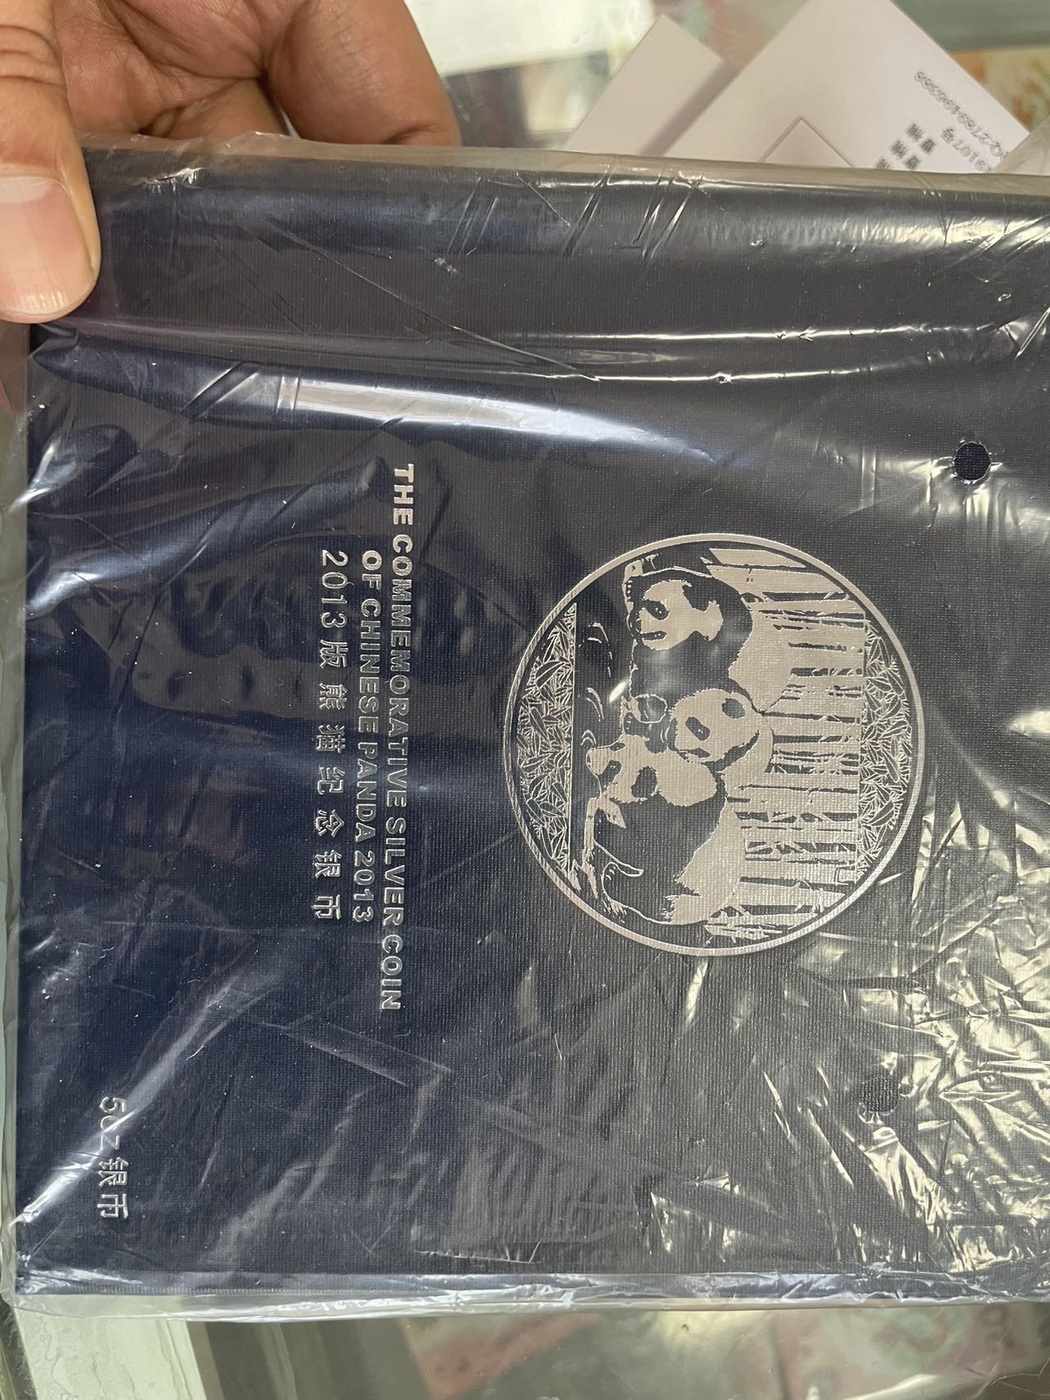 THE COMMEMORATIVE SILVER COIN
OF CHINESE PANDA 2013
2013版熊猫纪念银币
5oz银币